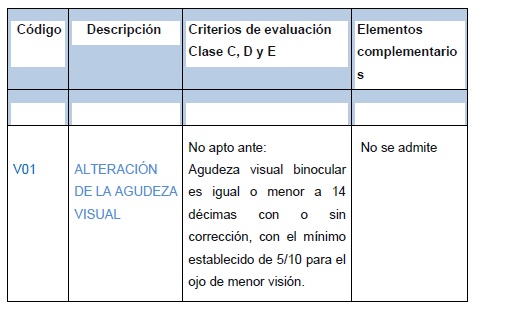 Código Descripción Criterios de evaluación Elementos
Clase C, D y E complementario
s
No apto ante: No se admite
V01 ALTERACIÓN Agudeza visual binocular
DE LA AGUDEZA es igual o menor a 14
VISUAL décimas con o sin
corrección, con el mínimo
establecido de 5/10 para el
ojo de menor visión.